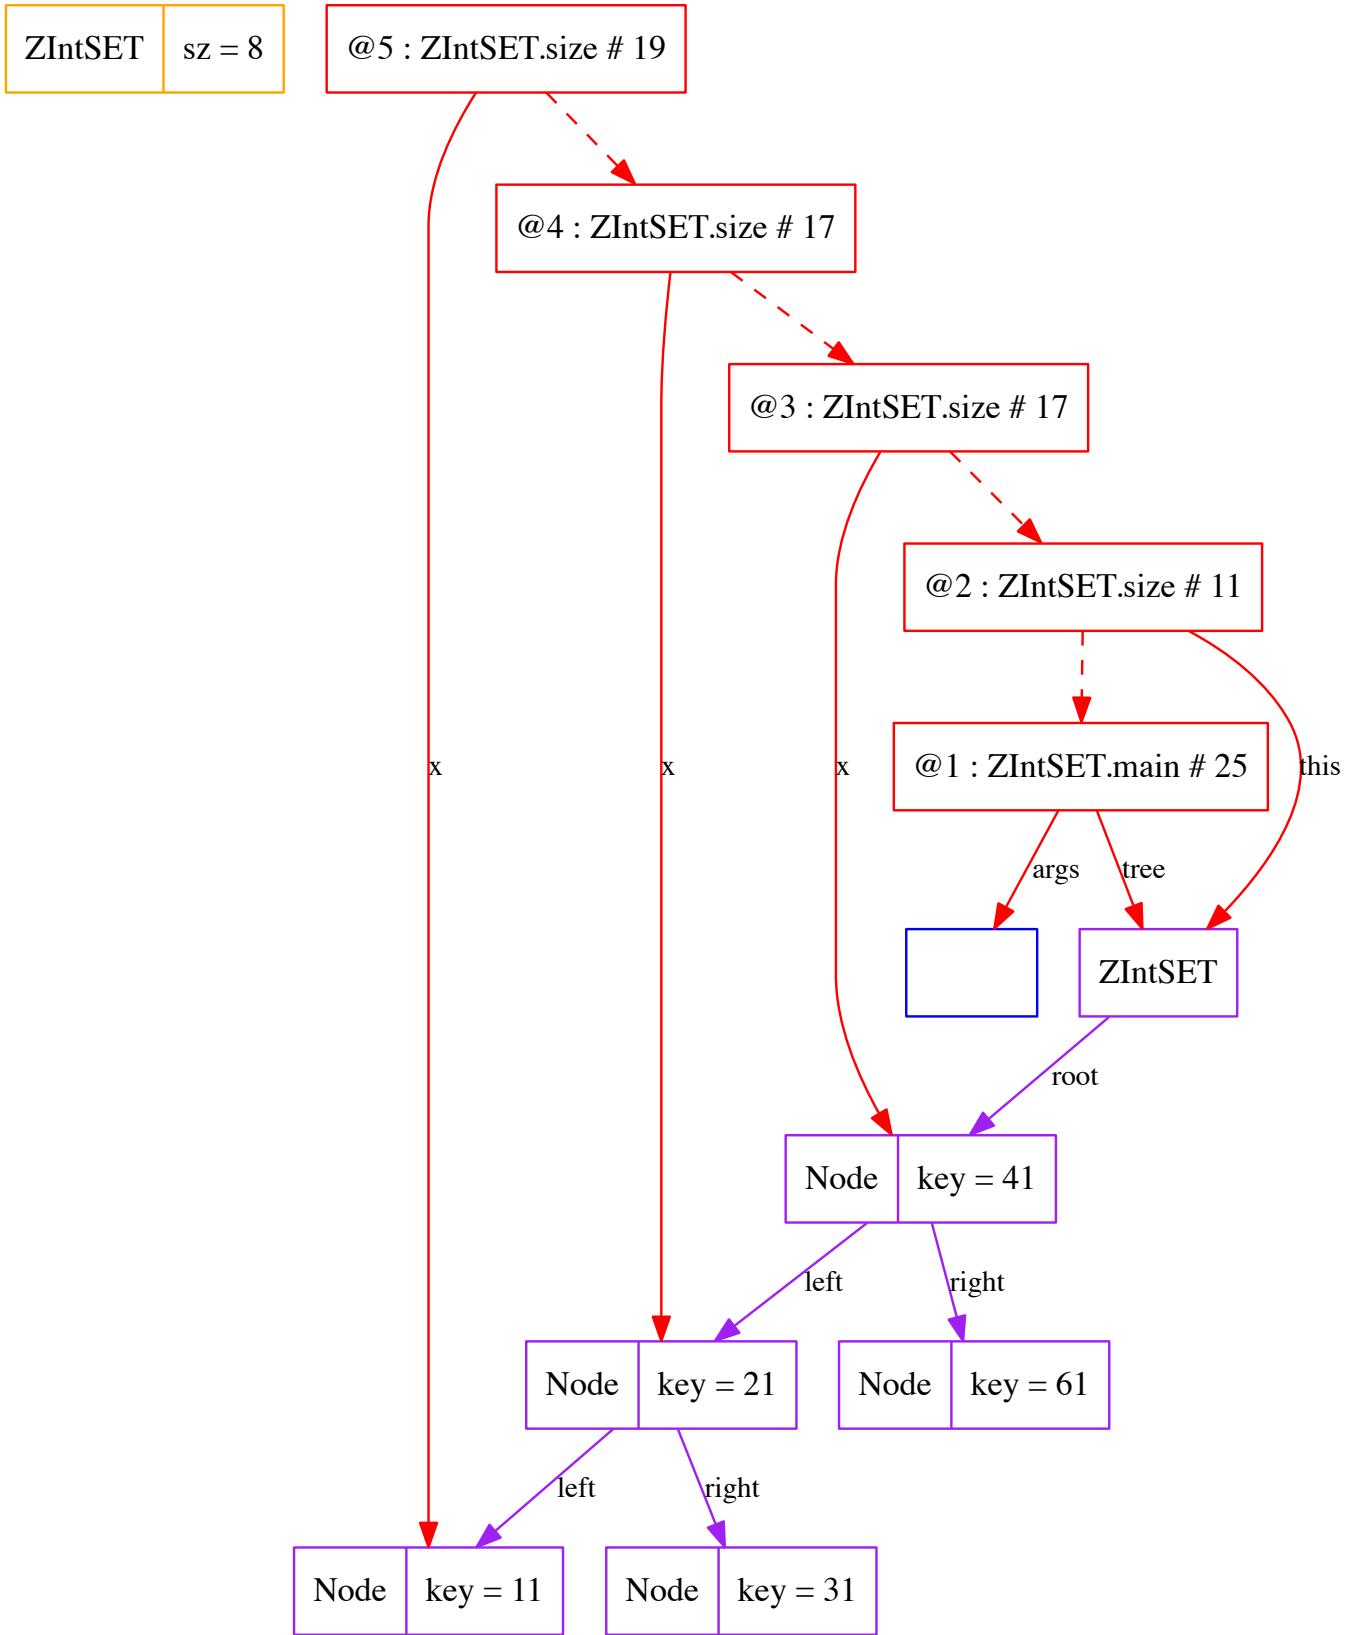 ZIntSET sz = 8
@5 : ZIntSET.size # 19
@4 : ZIntSET.size # 17
@3 : ZIntSET.size # 17
@2 : ZIntSET.size # 11
x
x
x
@1 : ZIntSET.main # 25
this
args
tree
ZIntSET
root
Node key = 41
left
right
Node key = 21
Node key = 61
left
right
Node key = 11
Node key = 31